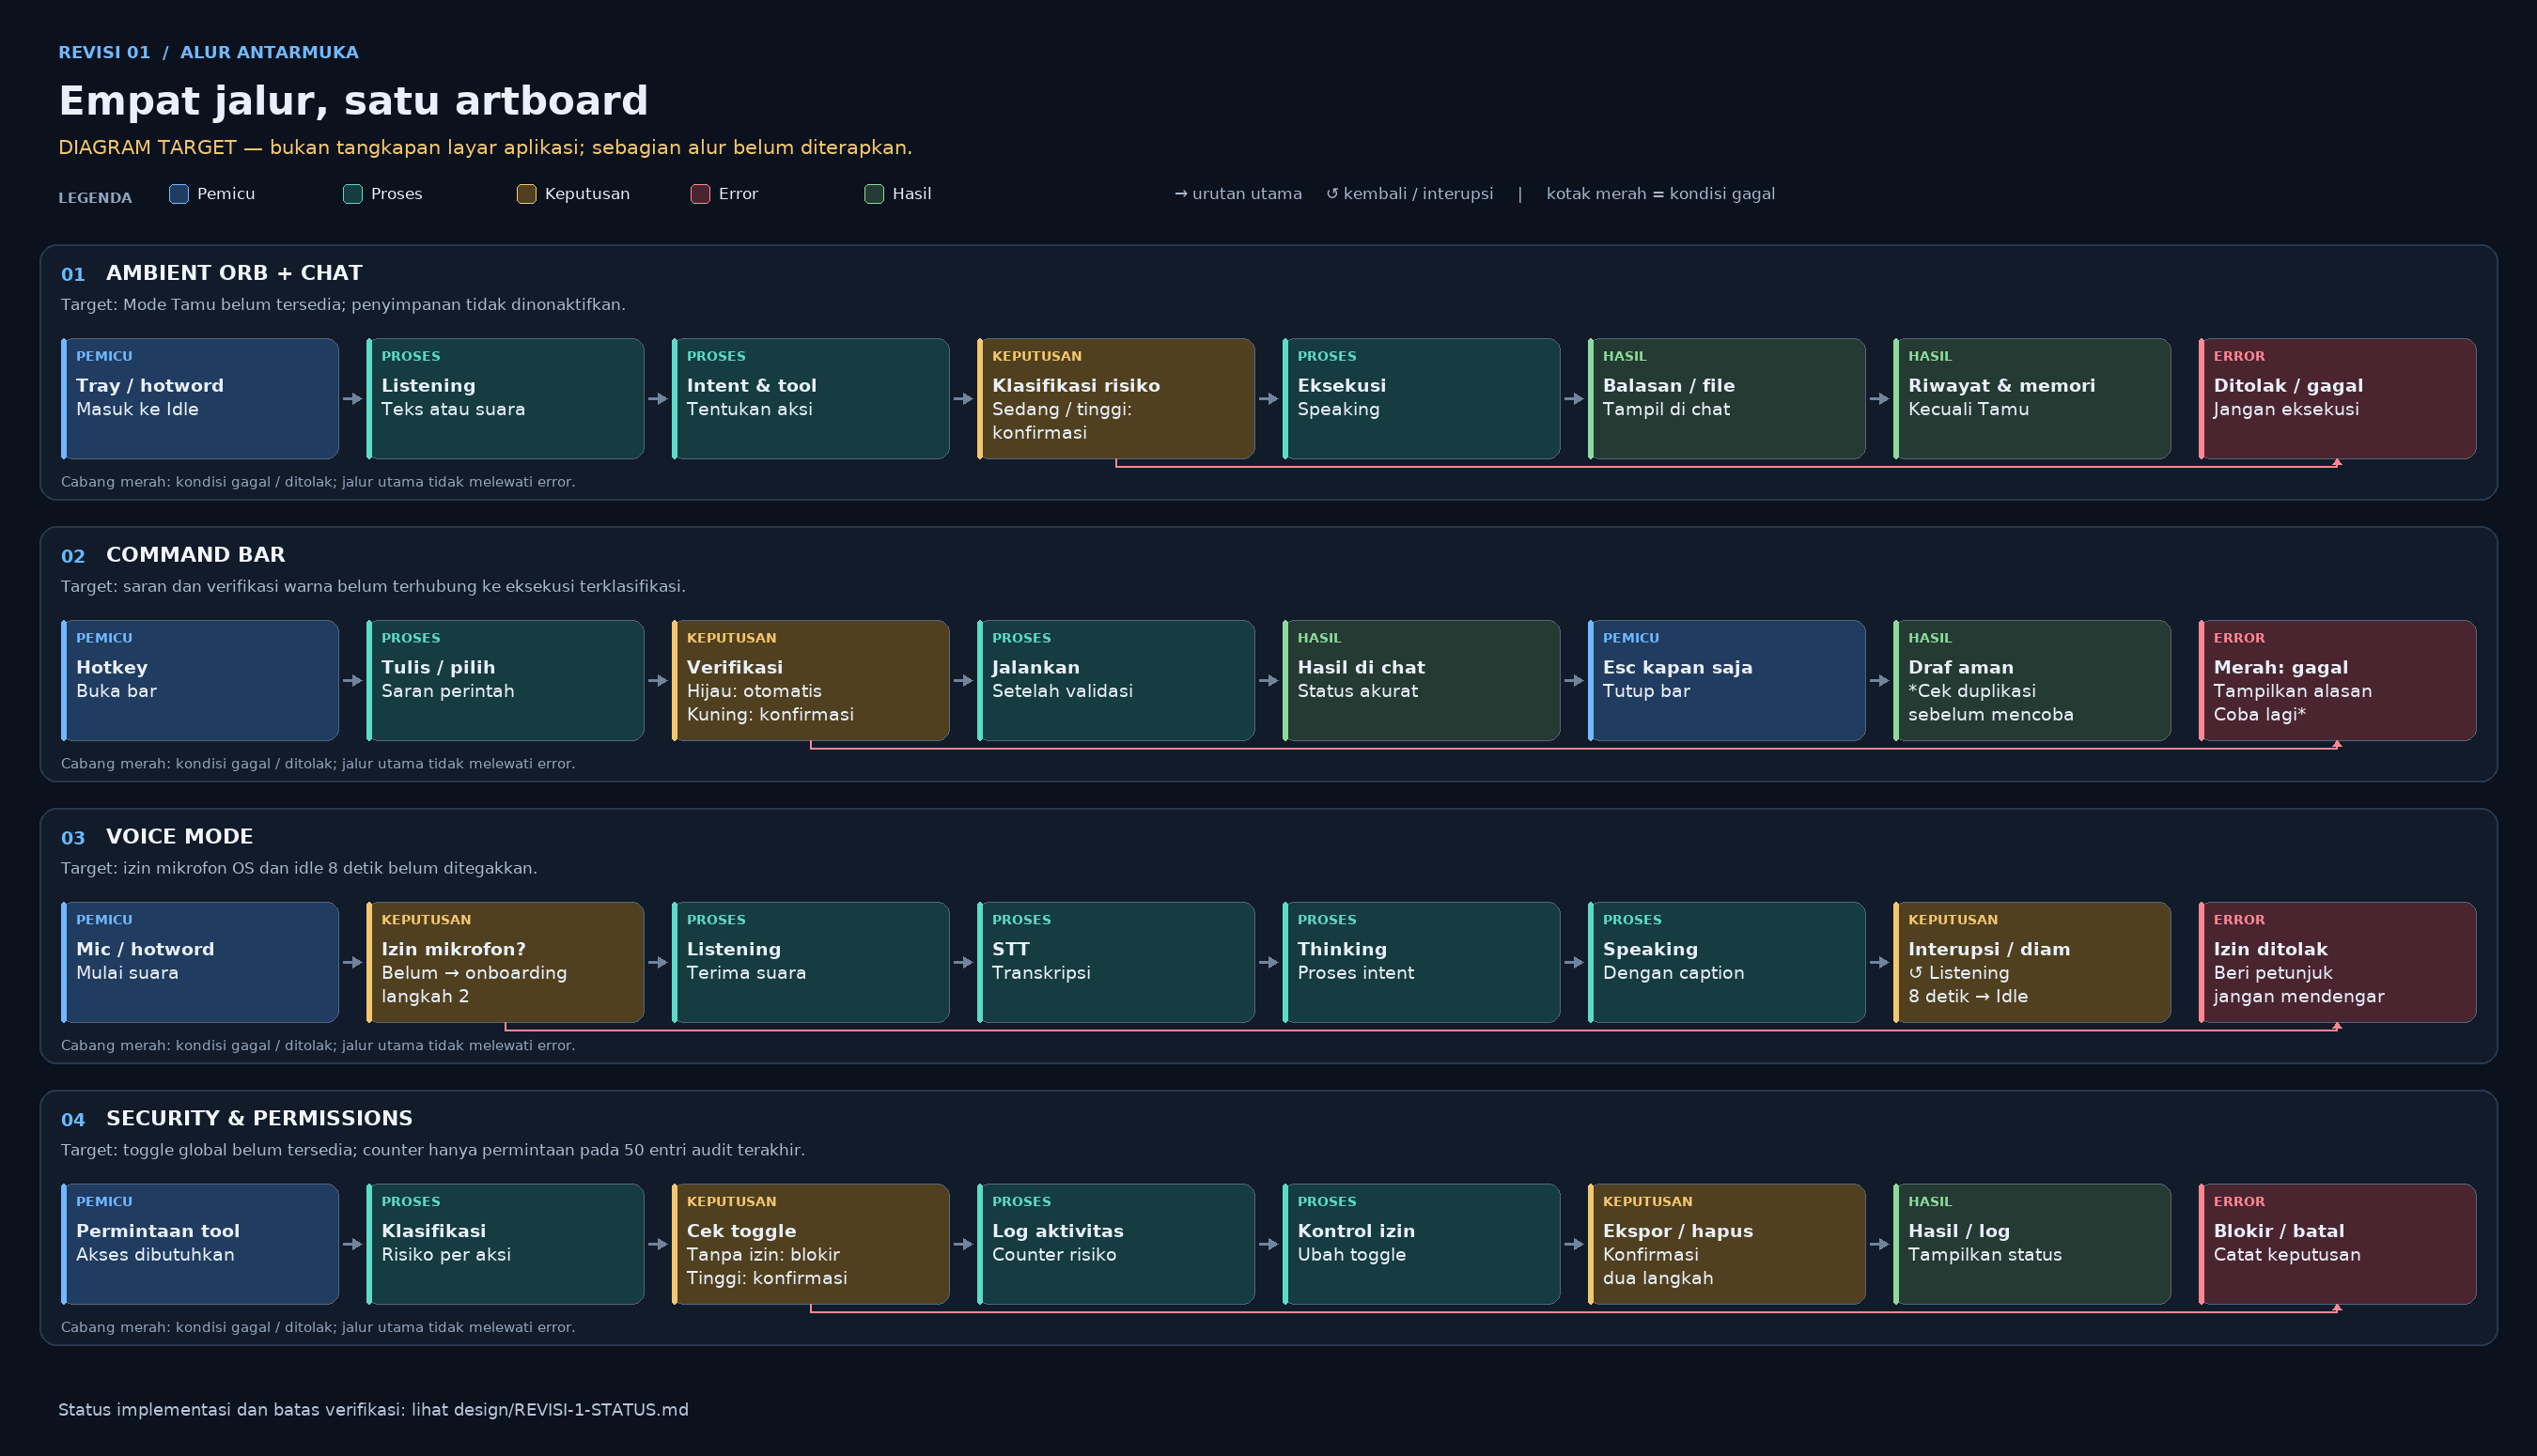 REVISI 01 / ALUR ANTARMUKA
Empat jalur, satu artboard
DIAGRAM TARGET — bukan tangkapan layar aplikasi; sebagian alur belum diterapkan.
LEGENDA
Pemicu
Proses
Keputusan
Error
Hasil
→ urutan utama ↺ kembali / interupsi | kotak merah = kondisi gagal
01 AMBIENT ORB + CHAT
Target: Mode Tamu belum tersedia; penyimpanan tidak dinonaktifkan.
PEMICU
Tray / hotword
Masuk ke Idle
PROSES
Listening
Teks atau suara
PROSES
Intent & tool
Tentukan aksi
KEPUTUSAN
Klasifikasi risiko
Sedang / tinggi:
konfirmasi
PROSES
Eksekusi
Speaking
HASIL
Balasan / file
Tampil di chat
HASIL
Riwayat & memori
Kecuali Tamu
ERROR
Ditolak / gagal
Jangan eksekusi
Cabang merah: kondisi gagal / ditolak; jalur utama tidak melewati error.
02 COMMAND BAR
Target: saran dan verifikasi warna belum terhubung ke eksekusi terklasifikasi.
PEMICU
Hotkey
Buka bar
PROSES
Tulis / pilih
Saran perintah
KEPUTUSAN
Verifikasi
Hijau: otomatis
Kuning: konfirmasi
PROSES
Jalankan
Setelah validasi
HASIL
Hasil di chat
Status akurat
PEMICU
Esc kapan saja
Tutup bar
HASIL
Draf aman
*Cek duplikasi
sebelum mencoba
ERROR
Merah: gagal
Tampilkan alasan
Coba lagi*
Cabang merah: kondisi gagal / ditolak; jalur utama tidak melewati error.
03 VOICE MODE
Target: izin mikrofon OS dan idle 8 detik belum ditegakkan.
PEMICU
Mic / hotword
Mulai suara
KEPUTUSAN
Izin mikrofon?
Belum → onboarding
langkah 2
PROSES
Listening
Terima suara
PROSES
STT
Transkripsi
PROSES
Thinking
Proses intent
PROSES
Speaking
Dengan caption
KEPUTUSAN
Interupsi / diam
↺ Listening
8 detik → Idle
ERROR
Izin ditolak
Beri petunjuk
jangan mendengar
Cabang merah: kondisi gagal / ditolak; jalur utama tidak melewati error.
04 SECURITY & PERMISSIONS
Target: toggle global belum tersedia; counter hanya permintaan pada 50 entri audit terakhir.
PEMICU
Permintaan tool
Akses dibutuhkan
PROSES
Klasifikasi
Risiko per aksi
KEPUTUSAN
Cek toggle
Tanpa izin: blokir
Tinggi: konfirmasi
PROSES
Log aktivitas
Counter risiko
PROSES
Kontrol izin
Ubah toggle
KEPUTUSAN
Ekspor / hapus
Konfirmasi
dua langkah
HASIL
Hasil / log
Tampilkan status
ERROR
Blokir / batal
Catat keputusan
Cabang merah: kondisi gagal / ditolak; jalur utama tidak melewati error.
Status implementasi dan batas verifikasi: lihat design/REVISI-1-STATUS.md